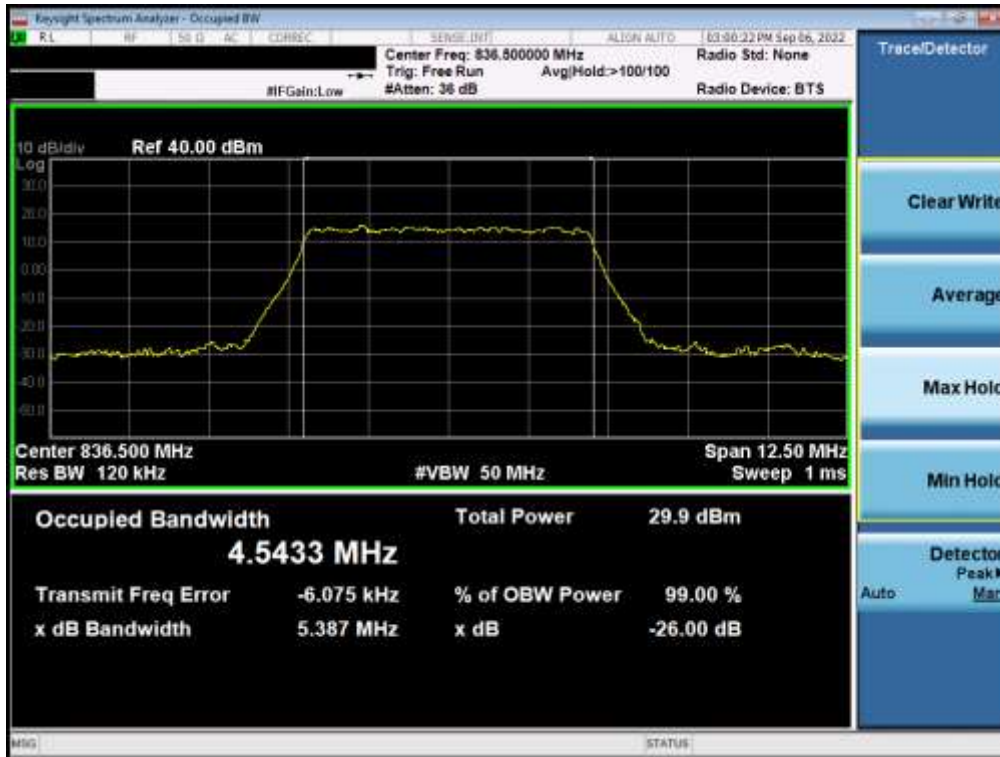 Keysight Spectrum Analyzer - Occupied BW
RL RF 50 Ω AC CORREC SENSE:INT ALIGN AUTO 03:00:22 PM Sep 06, 2022
Center Freq: 836.500000 MHz Radio Std: None
Trig: Free Run Avg|Hold:>100/100
#IFGain:Low #Atten: 36 dB Radio Device: BTS
Trace/Detector
10 dB/div Ref 40.00 dBm
Log
30.0
20.0
10.0
0.00
-10.0
-20.0
-30.0
-40.0
-50.0
Center 836.500 MHz Span 12.50 MHz
Res BW 120 kHz #VBW 50 MHz Sweep 1 ms
Clear Write
Average
Max Hold
Min Hold
Detector
Peak
Auto Man
Occupied Bandwidth Total Power 29.9 dBm
4.5433 MHz
Transmit Freq Error -6.075 kHz % of OBW Power 99.00 %
x dB Bandwidth 5.387 MHz x dB -26.00 dB
MSG STATUS